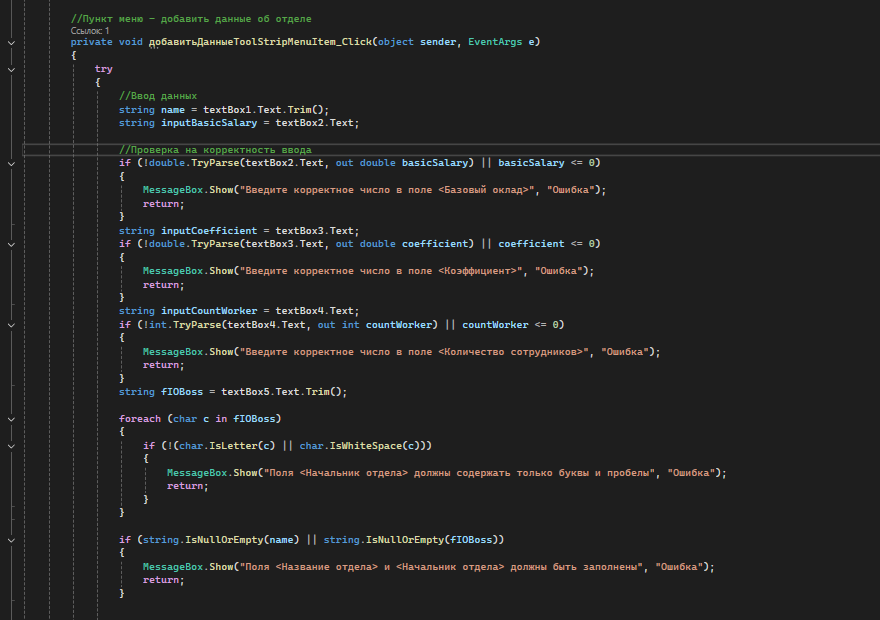 //Пункт меню – добавить данные об отделе
Ссылок: 1
private void добавитьДанныеToolStripMenuItem_Click(object sender, EventArgs e)
{
try
{
//Ввод данных
string name = textBox1.Text.Trim();
string inputBasicSalary = textBox2.Text;
//Проверка на корректность ввода
if (!double.TryParse(textBox2.Text, out double basicSalary) || basicSalary <= 0)
{
MessageBox.Show("Введите корректное число в поле <Базовый оклад>", "Ошибка");
return;
}
string inputCoefficient = textBox3.Text;
if (!double.TryParse(textBox3.Text, out double coefficient) || coefficient <= 0)
{
MessageBox.Show("Введите корректное число в поле <Коэффициент>", "Ошибка");
return;
}
string inputCountWorker = textBox4.Text;
if (!int.TryParse(textBox4.Text, out int countWorker) || countWorker <= 0)
{
MessageBox.Show("Введите корректное число в поле <Количество сотрудников>", "Ошибка");
return;
}
string fIOBoss = textBox5.Text.Trim();
foreach (char c in fIOBoss)
{
if (!(char.IsLetter(c) || char.IsWhiteSpace(c)))
{
MessageBox.Show("Поля <Начальник отдела> должны содержать только буквы и пробелы", "Ошибка");
return;
}
}
if (string.IsNullOrEmpty(name) || string.IsNullOrEmpty(fIOBoss))
{
MessageBox.Show("Поля <Название отдела> и <Начальник отдела> должны быть заполнены", "Ошибка");
return;
}